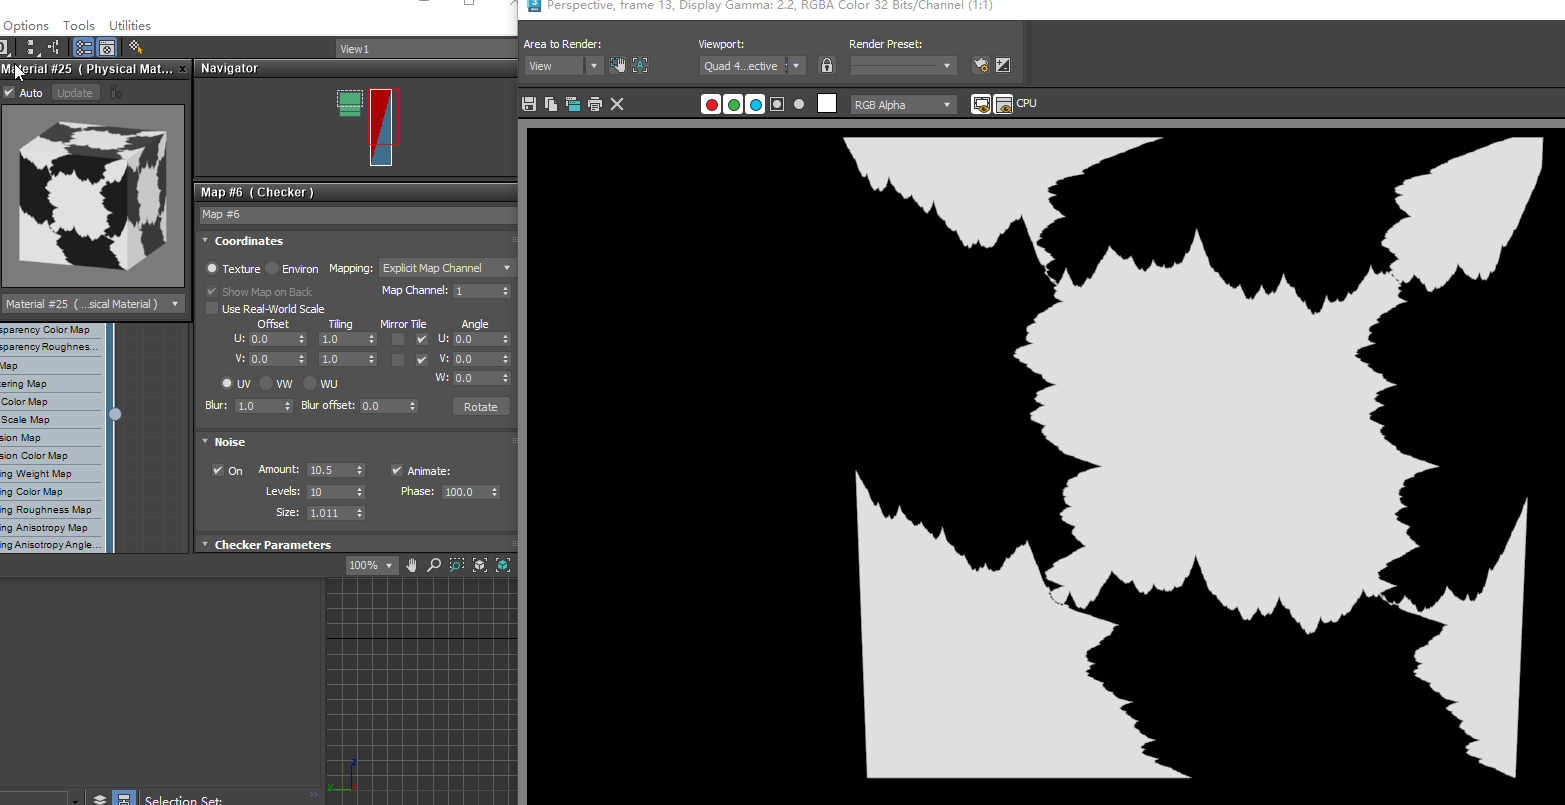 Perspective, frame 13, Display Gamma: 2.2, RGBA Color 32 Bits/Channel (1:1)
Options Tools Utilities
View1
Material #25 ( Physical Mat...
Auto Update
Navigator
Area to Render:
View
Viewport:
Quad 4...ective
Render Preset:
RGB Alpha
CPU
Map #6 ( Checker )
Map #6
Coordinates
Texture Environ Mapping: Explicit Map Channel
Show Map on Back Map Channel: 1
Use Real-World Scale
Offset Tiling Mirror Tile Angle
U: 0.0 1.0 U: 0.0
V: 0.0 1.0 V: 0.0
W: 0.0
UV VW WU
Blur: 1.0 Blur offset: 0.0 Rotate
Noise
On Amount: 10.5 Animate:
Levels: 10 Phase: 100.0
Size: 1.011
Checker Parameters
100%
Material #25 ( ...sical Material )
sparency Color Map
sparency Roughnes...
Map
tering Map
Color Map
Scale Map
sion Map
sion Color Map
ing Weight Map
ing Color Map
ing Roughness Map
ing Anisotropy Map
ing Anisotropy Angle...
z
y
Selection Set: